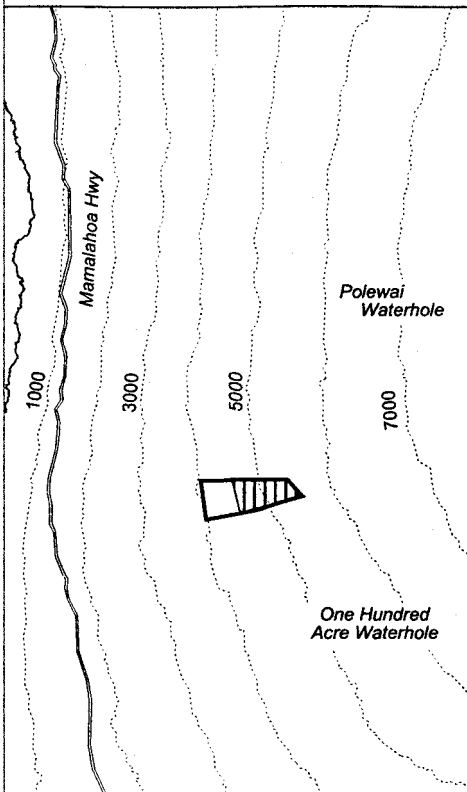 Mamalahoa Hwy
Polewai
Waterhole
1000
3000
5000
7000
One Hundred
Acre Waterhole